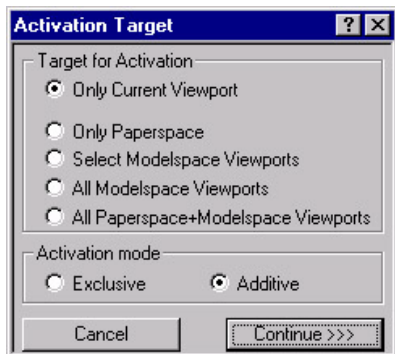 Activation Target ? ×
Target for Activation
Only Current Viewport
Only Paperspace
Select Modelspace Viewports
All Modelspace Viewports
All Paperspace+Modelspace Viewports
Activation mode
Exclusive Additive
Cancel Continue >>>